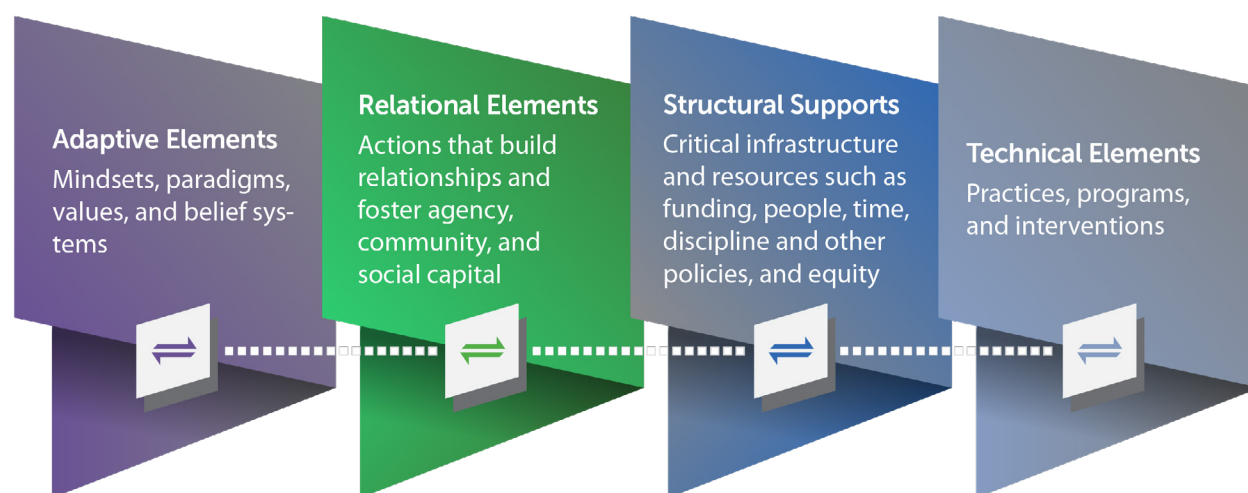 Adaptive Elements
Mindsets, paradigms,
values, and belief sys-
tems
Relational Elements
Actions that build
relationships and
foster agency,
community, and
social capital
Structural Supports
Critical infrastructure
and resources such as
funding, people, time,
discipline and other
policies, and equity
Technical Elements
Practices, programs,
and interventions